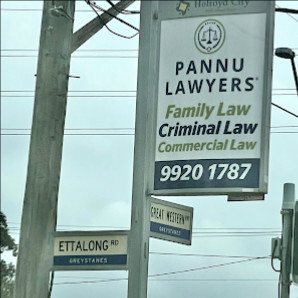 Holroyd City
PANNU
LAWYERS
Family Law
Criminal Law
Commercial Law
9920 1787
GREAT WESTERN
GREYSTANES
ETTALONG RD
GREYSTANES